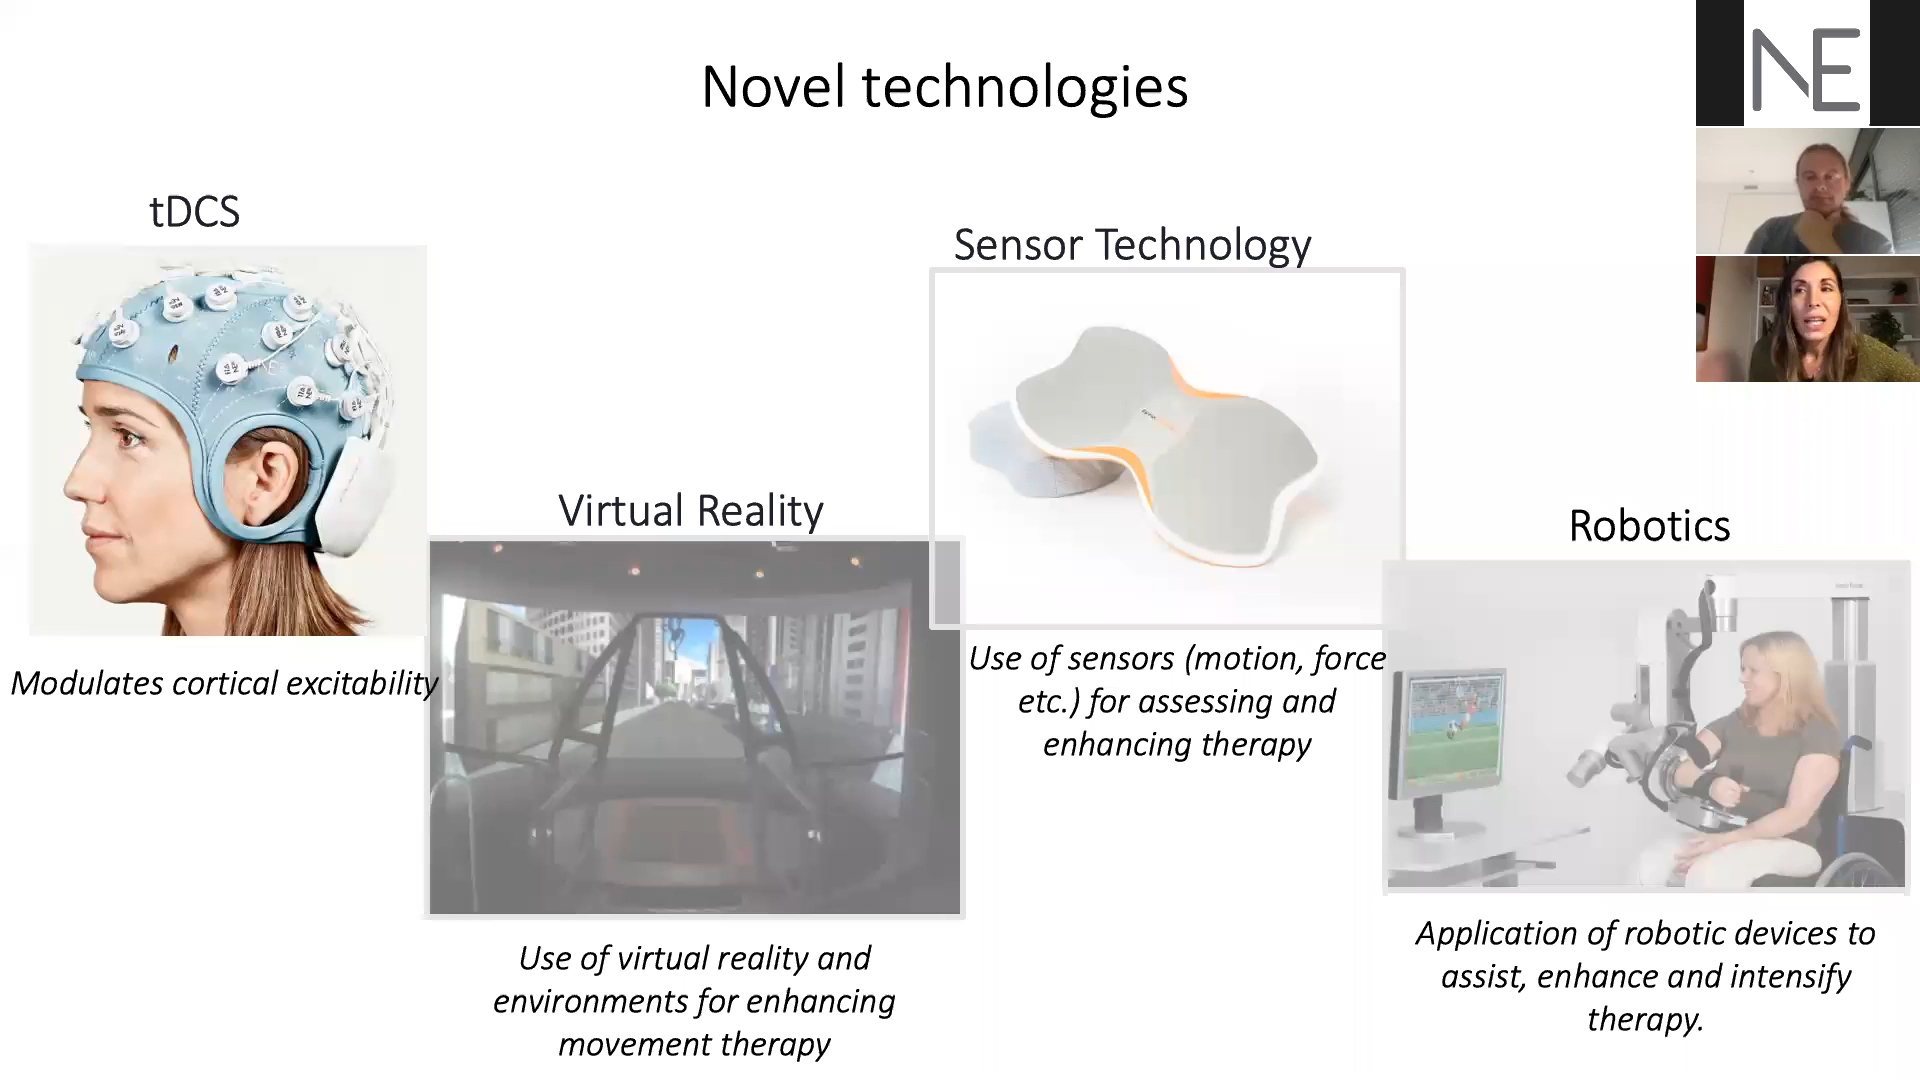 Novel technologies
NE
tDCS
Sensor Technology
Virtual Reality
Robotics
Modulates cortical excitability
Use of sensors (motion, force
etc.) for assessing and
enhancing therapy
Use of virtual reality and
environments for enhancing
movement therapy
Application of robotic devices to
assist, enhance and intensify
therapy.